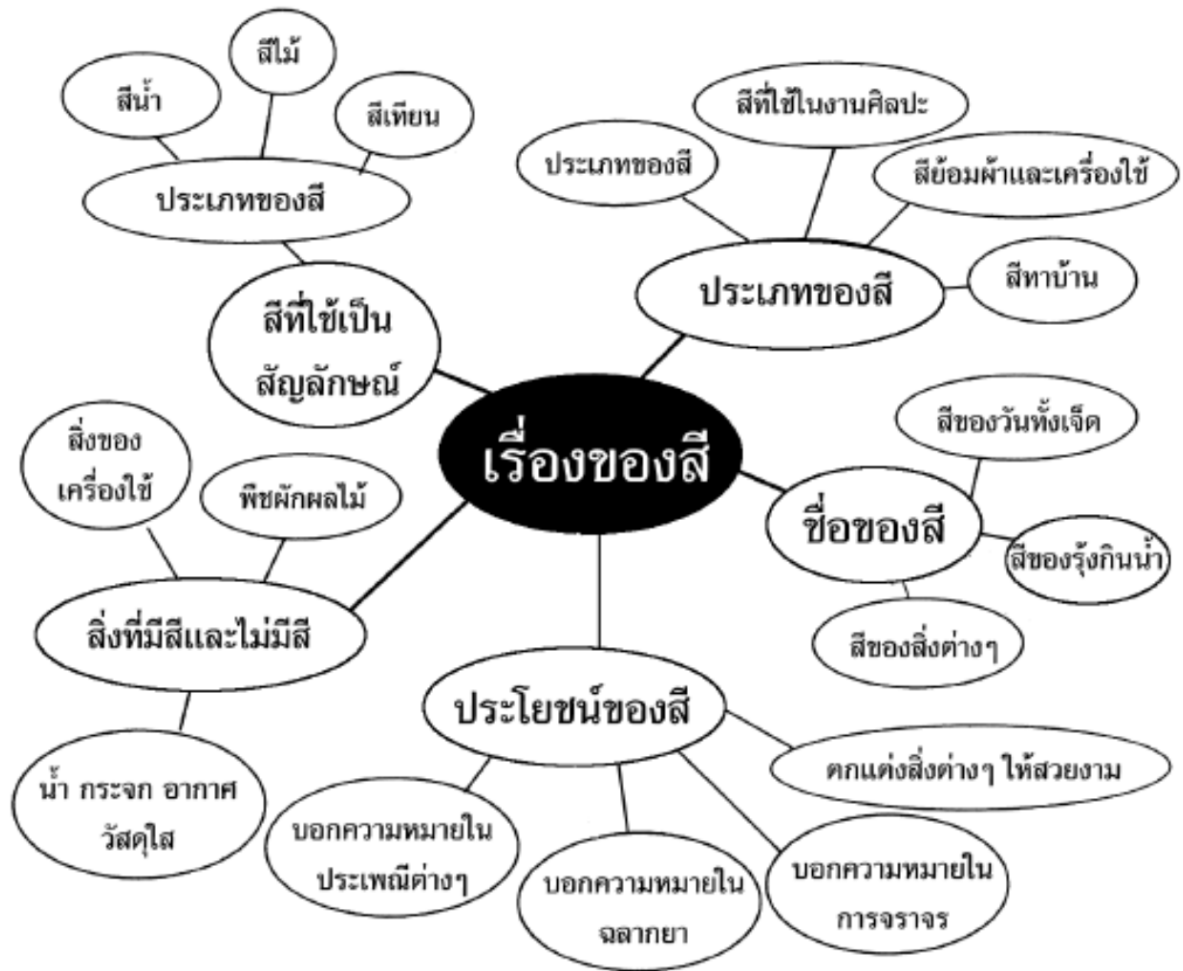 สีไม้
สีน้ำ
สีเทียน
ประเภทของสี
สีที่ใช้ในงานศิลปะ
ประเภทของสี
สีย้อมผ้าและเครื่องใช้
ประเภทของสี
สีทาบ้าน
สีที่ใช้เป็น
สัญลักษณ์
เรื่องของสี
สีของวันทั้งเจ็ด
ชื่อของสี
สีของรุ้งกินน้ำ
สีของสิ่งต่างๆ
สิ่งของ
เครื่องใช้
พืชผักผลไม้
สิ่งที่มีสีและไม่มีสี
น้ำ กระจก อากาศ
วัสดุใส
ประโยชน์ของสี
ตกแต่งสิ่งต่างๆ ให้สวยงาม
บอกความหมายใน
ประเพณีต่างๆ
บอกความหมายใน
ฉลากยา
บอกความหมายใน
การจราจร